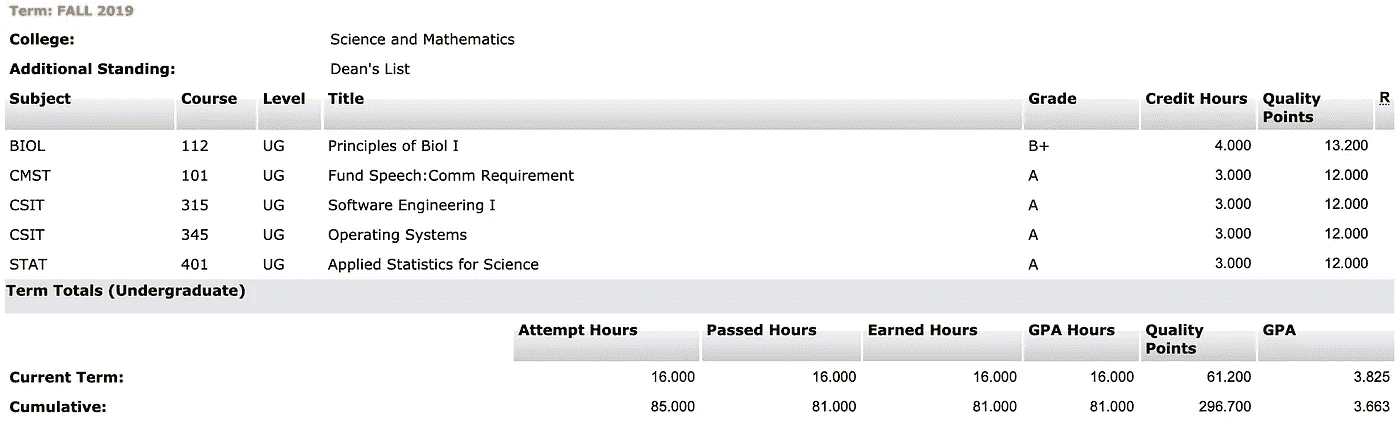 Term: FALL 2019
College: Science and Mathematics
Additional Standing: Dean's List
Subject Course Level Title Grade Credit Hours Quality Points R
BIOL 112 UG Principles of Biol I B+ 4.000 13.200
CMST 101 UG Fund Speech:Comm Requirement A 3.000 12.000
CSIT 315 UG Software Engineering I A 3.000 12.000
CSIT 345 UG Operating Systems A 3.000 12.000
STAT 401 UG Applied Statistics for Science A 3.000 12.000
Term Totals (Undergraduate)
Attempt Hours Passed Hours Earned Hours GPA Hours Quality Points GPA
Current Term: 16.000 16.000 16.000 16.000 61.200 3.825
Cumulative: 85.000 81.000 81.000 81.000 296.700 3.663